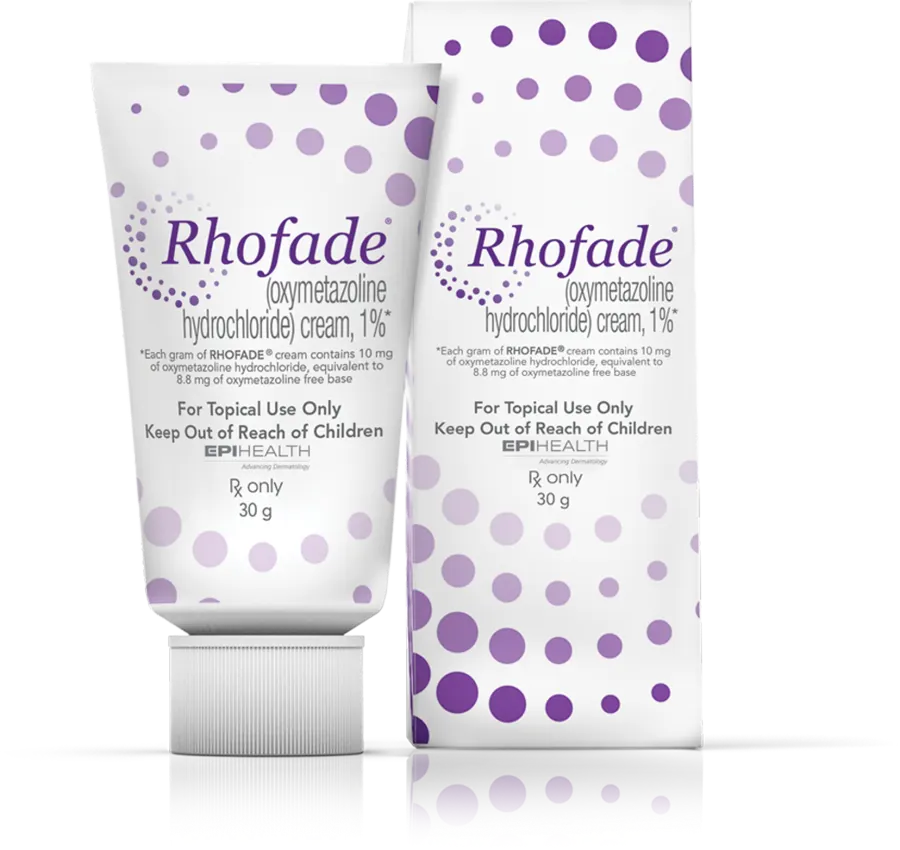 Rhofade®
(oxymetazoline
hydrochloride) cream, 1%*
*Each gram of RHOFADE® cream contains 10 mg
of oxymetazoline hydrochloride, equivalent to
8.8 mg of oxymetazoline free base
For Topical Use Only
Keep Out of Reach of Children
EPIHEALTH
Advancing Dermatology
℞ only
30 g
Rhofade®
(oxymetazoline
hydrochloride) cream, 1%*
*Each gram of RHOFADE® cream contains 10 mg
of oxymetazoline hydrochloride, equivalent to
8.8 mg of oxymetazoline free base
For Topical Use Only
Keep Out of Reach of Children
EPIHEALTH
Advancing Dermatology
℞ only
30 g